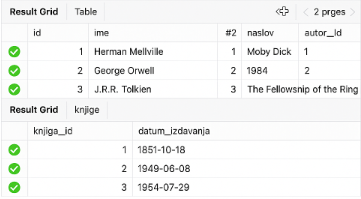 Result Grid Table 2 prges
id ime #2 naslov autor_Id
1 Herman Mellville 1 Moby Dick 1
2 George Orwell 2 1984 2
3 J.R.R. Tolkien #3 The Fellowsnip of the Ring
Result Grid knjige
knjiga_id datum_izdavanja
1 1851-10-18
2 1949-06-08
3 1954-07-29